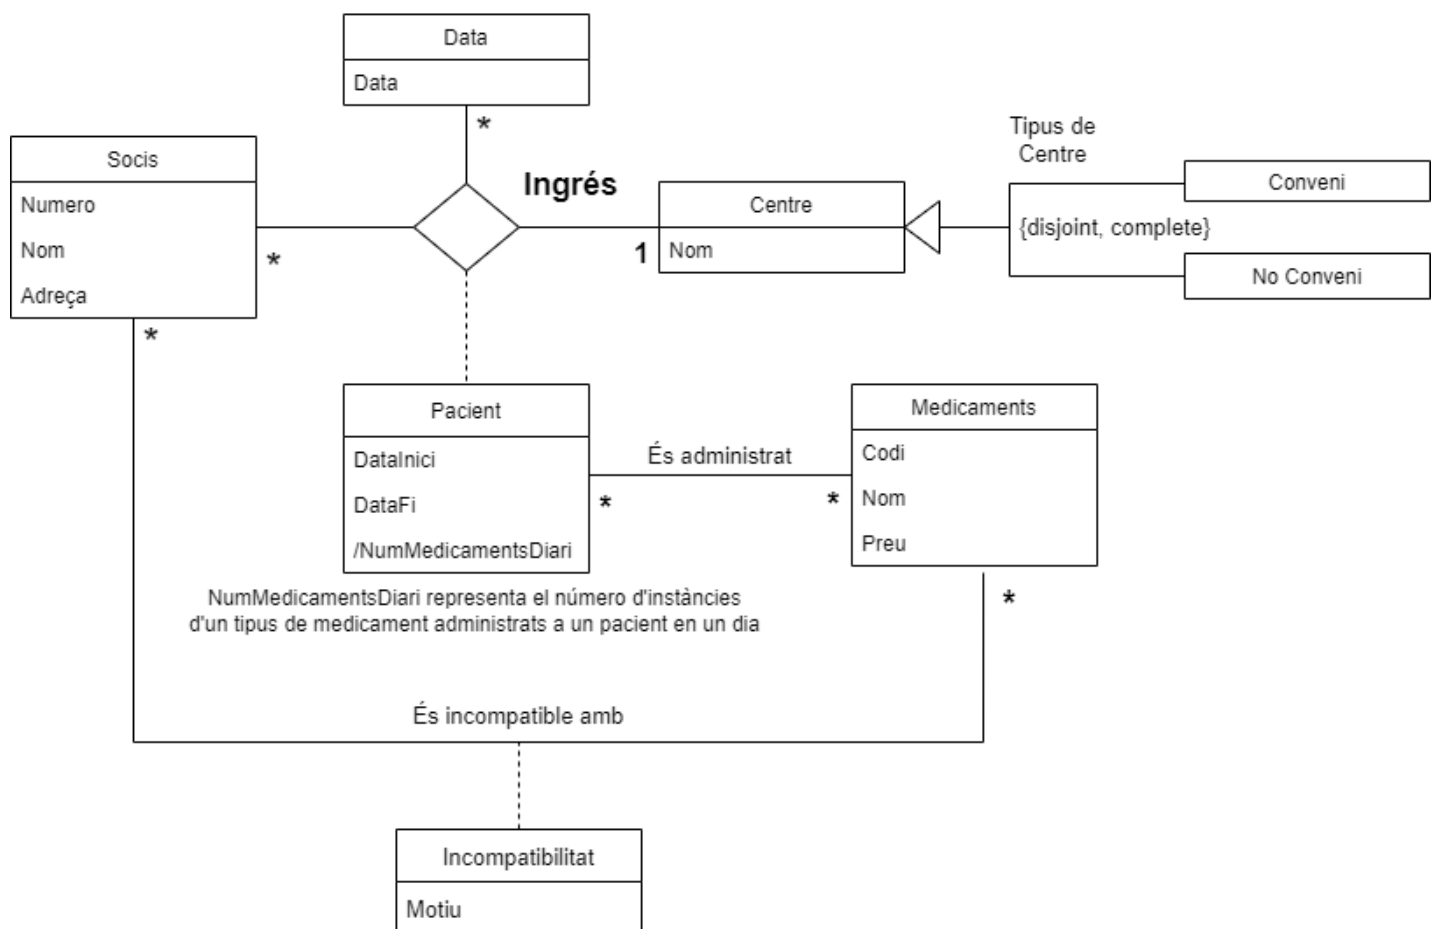 Data
Data
*
Socis
Numero
Nom
Adreça
*
*
Ingrés
1
Centre
Nom
Tipus de
Centre
{disjoint, complete}
Conveni
No Conveni
Pacient
DataInici
DataFi
/NumMedicamentsDiari
És administrat
*
*
Medicaments
Codi
Nom
Preu
*
NumMedicamentsDiari representa el número d'instàncies
d'un tipus de medicament administrats a un pacient en un dia
És incompatible amb
Incompatibilitat
Motiu